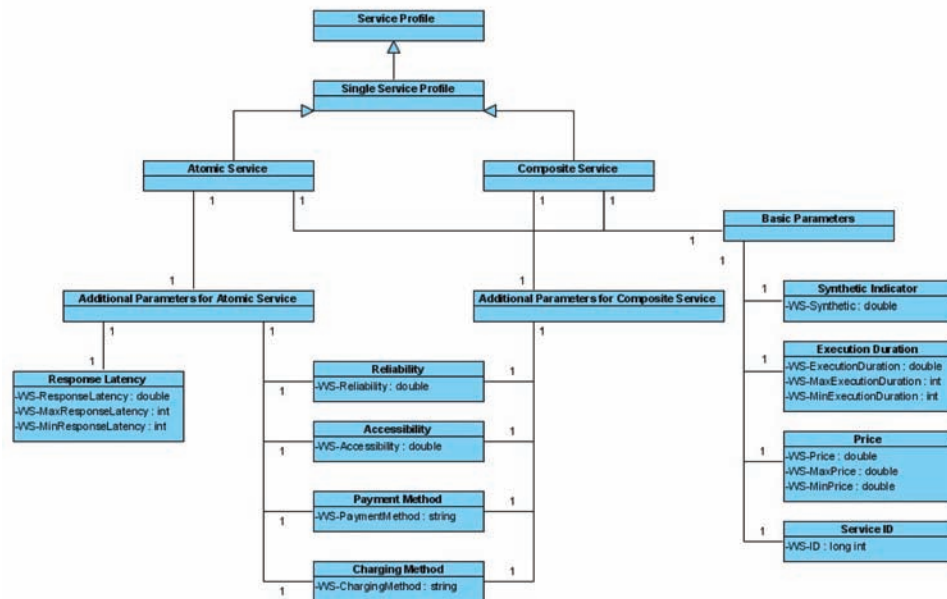 Service Profile
Single Service Profile
Atomic Service
Composite Service
1
1
1
1
Basic Parameters
1
1
1
1
Additional Parameters for Atomic Service
Additional Parameters for Composite Service
1
1
1
1
Synthetic Indicator
-WS-Synthetic : double
1
Response Latency
-WS-ResponseLatency : double
-WS-MaxResponseLatency : int
-WS-MinResponseLatency : int
1
Reliability
-WS-Reliability : double
1
1
Execution Duration
-WS-ExecutionDuration : double
-WS-MaxExecutionDuration : int
-WS-MinExecutionDuration : int
1
Accessibility
-WS-Accessibility : double
1
1
Price
-WS-Price : double
-WS-MaxPrice : double
-WS-MinPrice : double
1
Payment Method
-WS-PaymentMethod : string
1
1
Service ID
-WS-ID : long int
1
Charging Method
-WS-ChargingMethod : string
1